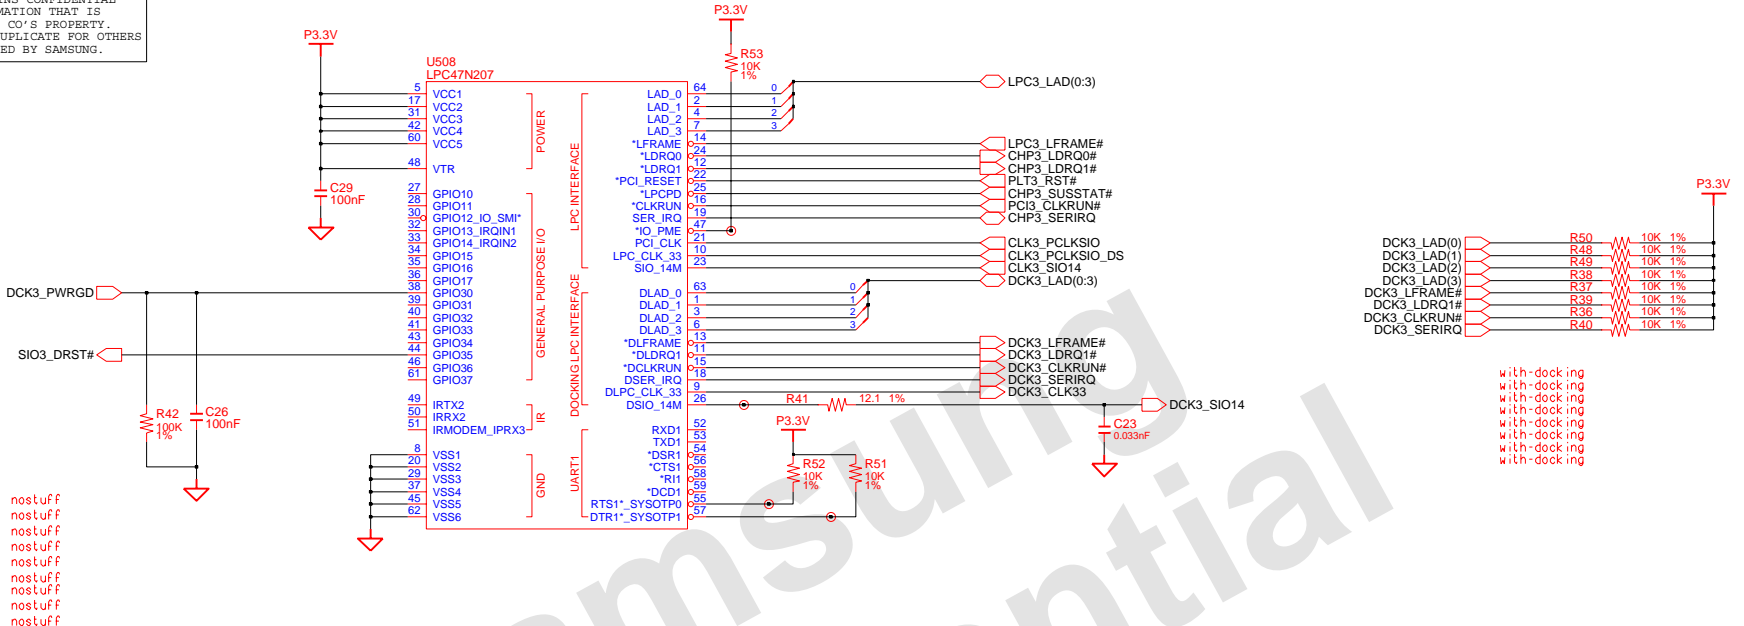 INS CONFIDENTIAL
MATION THAT IS
CO'S PROPERTY.
UPLICATE FOR OTHERS
ED BY SAMSUNG.
P3.3V
P3.3V
R53
10K
1%
U508
LPC47N207
5 VCC1
17 VCC2
31 VCC3
42 VCC4
60 VCC5
48 VTR
POWER
C29
100nF
27 GPIO10
28 GPIO11
30 GPIO12_IO_SMI*
32 GPIO13_IRQIN1
33 GPIO14_IRQIN2
34 GPIO15
35 GPIO16
36 GPIO17
38 GPIO30
39 GPIO31
40 GPIO32
41 GPIO33
43 GPIO34
44 GPIO35
46 GPIO36
61 GPIO37
GENERAL PURPOSE I/O
49 IRTX2
50 IRRX2
51 IRMODEM_IPRX3
IR
8 VSS1
20 VSS2
29 VSS3
37 VSS4
45 VSS5
62 VSS6
GND
DCK3_PWRGD
SIO3_DRST#
R42
100K
1%
C26
100nF
LPC INTERFACE
LAD_0 64 0
LAD_1 2 1
LAD_2 4 2
LAD_3 7 3
LPC3_LAD(0:3)
*LFRAME 14 LPC3_LFRAME#
*LDRQ0 24 CHP3_LDRQ0#
*LDRQ1 12 CHP3_LDRQ1#
*PCI_RESET 22 PLT3_RST#
*LPCPD 25 CHP3_SUSSTAT#
*CLKRUN 16 PCI3_CLKRUN#
SER_IRQ 19 CHP3_SERIRQ
*IO_PME 47
PCI_CLK 21 CLK3_PCLKSIO
LPC_CLK_33 10 CLK3_PCLKSIO_DS
SIO_14M 23 CLK3_SIO14
DOCKING LPC INTERFACE
DCK3_LAD(0:3)
DLAD_0 63 0
DLAD_1 1 1
DLAD_2 3 2
DLAD_3 6 3
*DLFRAME 13 DCK3_LFRAME#
*DLDRQ1 11 DCK3_LDRQ1#
*DCLKRUN 15 DCK3_CLKRUN#
DSER_IRQ 18 DCK3_SERIRQ
DLPC_CLK_33 9 DCK3_CLK33
DSIO_14M 26 R41 12.1 1% DCK3_SIO14
C23
0.033nF
UART1
RXD1 52
TXD1 53
*DSR1 54
*CTS1 56
*RI1 58
*DCD1 59
RTS1*_SYSOTP0 55
DTR1*_SYSOTP1 57
P3.3V
R52
10K
1%
R51
10K
1%
P3.3V
DCK3_LAD(0) R50 10K 1%
DCK3_LAD(1) R48 10K 1%
DCK3_LAD(2) R49 10K 1%
DCK3_LAD(3) R38 10K 1%
DCK3_LFRAME# R37 10K 1%
DCK3_LDRQ1# R39 10K 1%
DCK3_CLKRUN# R36 10K 1%
DCK3_SERIRQ R40 10K 1%
with-docking
with-docking
with-docking
with-docking
with-docking
with-docking
with-docking
with-docking
nostuff
nostuff
nostuff
nostuff
nostuff
nostuff
nostuff
nostuff
nostuff
amsung
ential